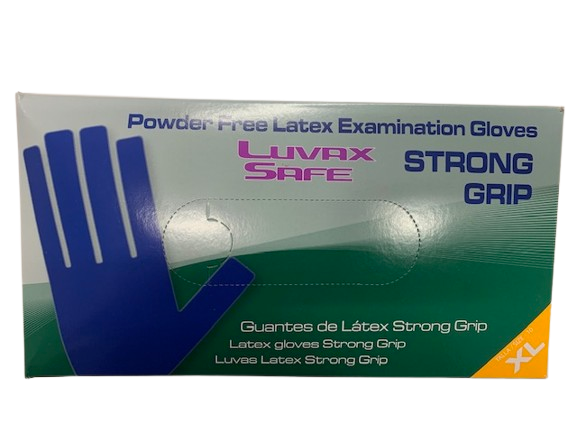 Powder Free Latex Examination Gloves
LUVAX
SAFE
STRONG
GRIP
Guantes de Látex Strong Grip
Latex gloves Strong Grip
Luvas Latex Strong Grip
XL